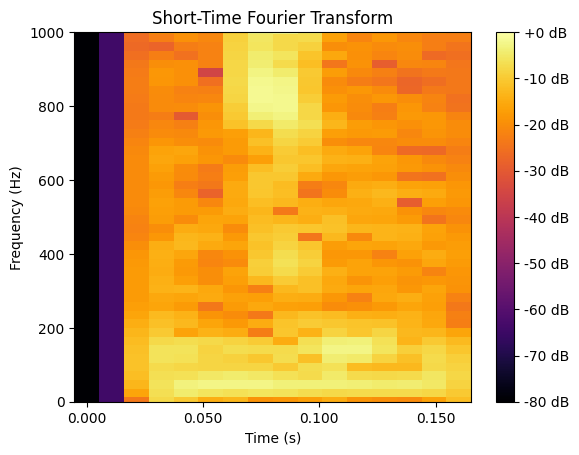 Short-Time Fourier Transform
Frequency (Hz)
1000
800
600
400
200
0
0.000
0.050
0.100
0.150
Time (s)
+0 dB
-10 dB
-20 dB
-30 dB
-40 dB
-50 dB
-60 dB
-70 dB
-80 dB